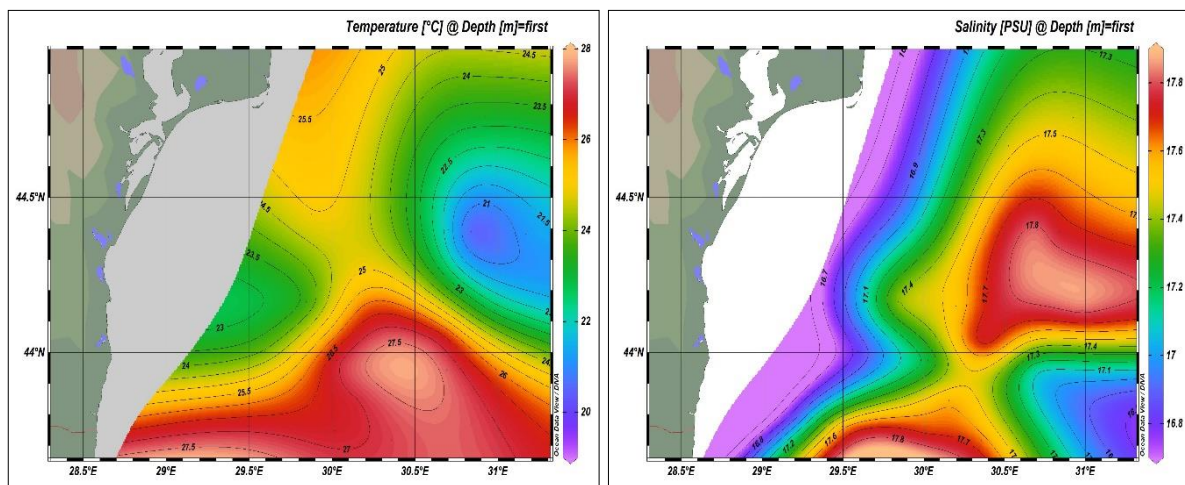 Temperature [°C] @ Depth [m]=first
25
24.5
24
23.5
25.5
22.5
21
21.5
24.5
23.5
25
23
23
24
25.5
26.5
27.5
26
27
27.5
28
26
24
22
20
44.5°N
44°N
28.5°E
29°E
29.5°E
30°E
30.5°E
31°E
Ocean Data View / DIVA
Salinity [PSU] @ Depth [m]=first
17.3
17.3
17.5
16.9
17.8
16.7
17.1
17.4
17.7
17.4
17.3
17.1
16.8
17.2
17.6
17.8
17.7
17.8
17.6
17.4
17.2
17
16.8
44.5°N
44°N
28.5°E
29°E
29.5°E
30°E
30.5°E
31°E
Ocean Data View / DIVA